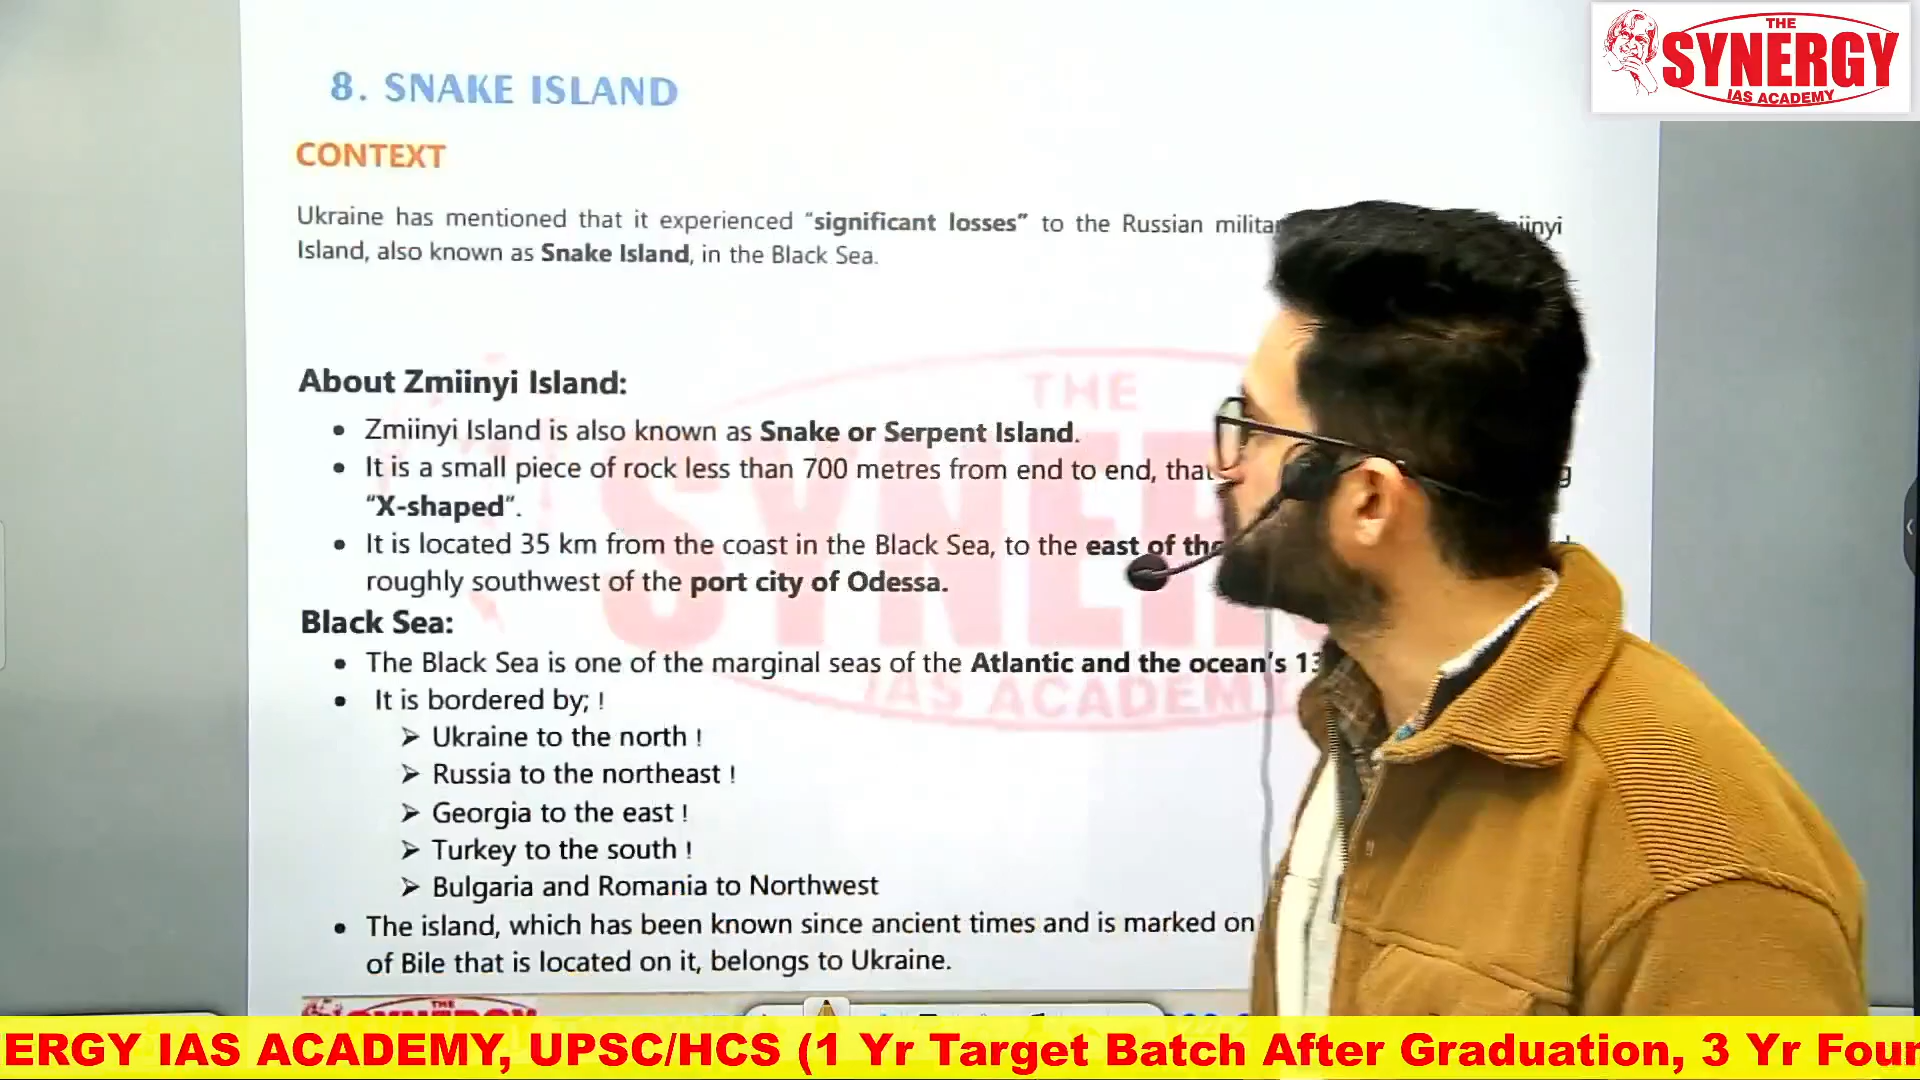 THE
SYNERGY
IAS ACADEMY
8. SNAKE ISLAND
CONTEXT
Ukraine has mentioned that it experienced “significant losses” to the Russian
Island, also known as Snake Island, in the Black Sea.
About Zmiinyi Island:
• Zmiinyi Island is also known as Snake or Serpent Island.
• It is a small piece of rock less than 700 metres from end to end,
“X-shaped”.
• It is located 35 km from the coast in the Black Sea, to the east of
roughly southwest of the port city of Odessa.
Black Sea:
• The Black Sea is one of the marginal seas of the Atlantic and the ocean's
• It is bordered by; !
➢ Ukraine to the north !
➢ Russia to the northeast !
➢ Georgia to the east !
➢ Turkey to the south !
➢ Bulgaria and Romania to Northwest
• The island, which has been known since ancient times and is marked on
of Bile that is located on it, belongs to Ukraine.
THE
SYNERGY
IAS ACADEMY
THE
SYNERGY
ERGY IAS ACADEMY, UPSC/HCS (1 Yr Target Batch After Graduation, 3 Yr Foun